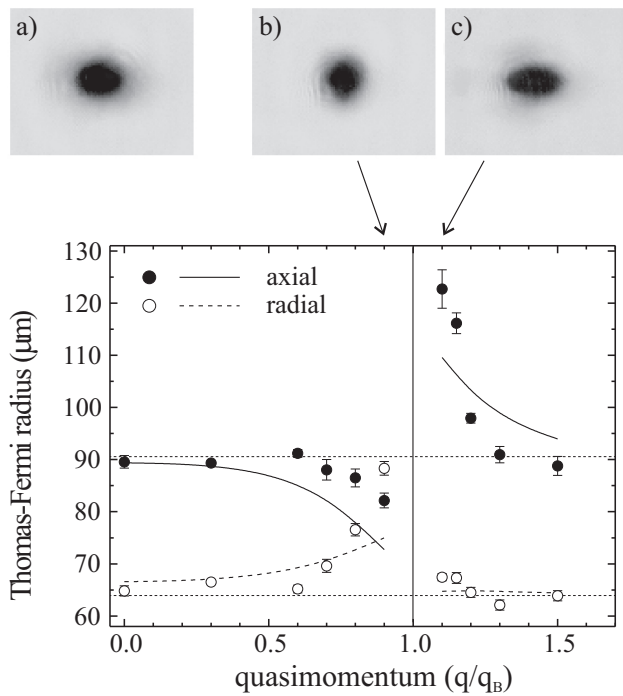 a)
b)
c)
130
120
110
100
90
80
70
60
Thomas-Fermi radius (μm)
axial
radial
0.0
0.5
1.0
1.5
quasimomentum (q/q_B)